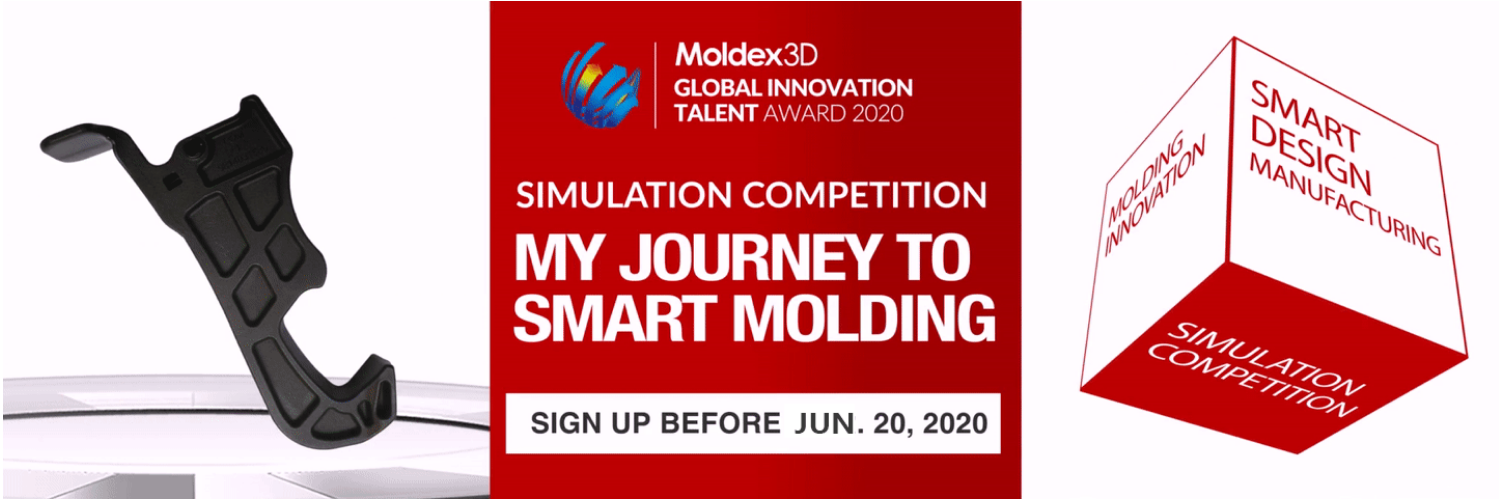 Moldex3D
GLOBAL INNOVATION
TALENT AWARD 2020
SIMULATION COMPETITION
MY JOURNEY TO
SMART MOLDING
SIGN UP BEFORE JUN. 20, 2020
MOLDING
INNOVATION
SMART
DESIGN
MANUFACTURING
SIMULATION
COMPETITION